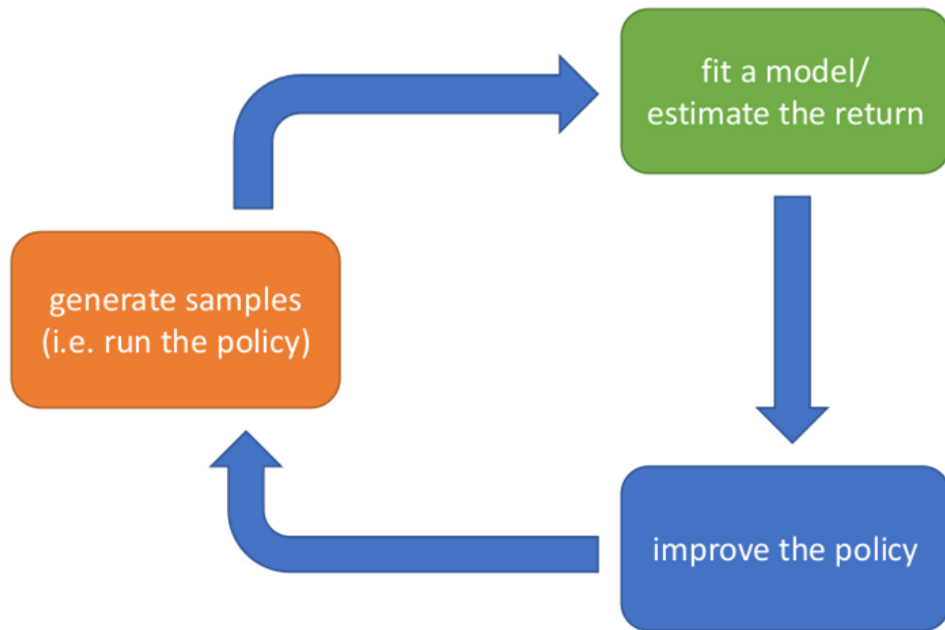 fit a model/
estimate the return
generate samples
(i.e. run the policy)
improve the policy